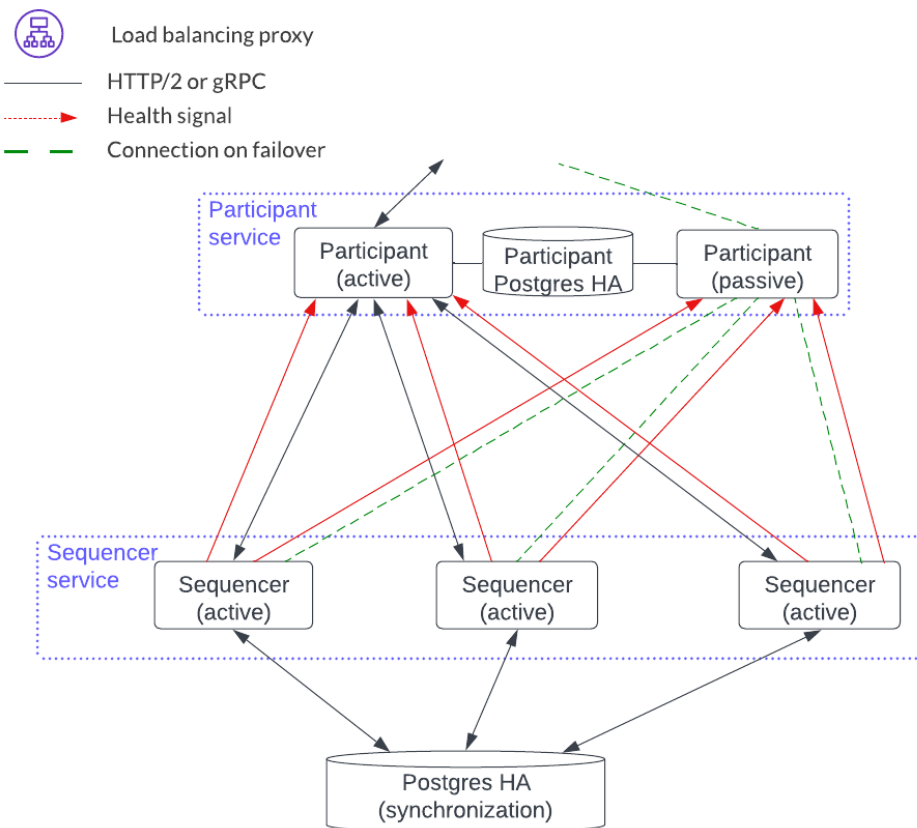 Load balancing proxy
HTTP/2 or gRPC
Health signal
Connection on failover
Participant
service
Participant
(active)
Participant
Postgres HA
Participant
(passive)
Sequencer
service
Sequencer
(active)
Sequencer
(active)
Sequencer
(active)
Postgres HA
(synchronization)